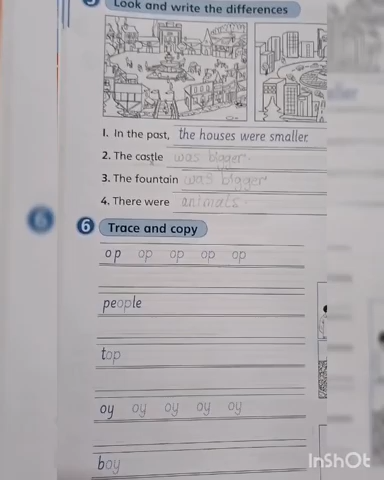 5 Look and write the differences
1. In the past, the houses were smaller.
2. The castle was bigger.
3. The fountain was bigger.
4. There were animals.
6 Trace and copy
op op op op op
people
top
oy oy oy oy oy
boy
InShOt